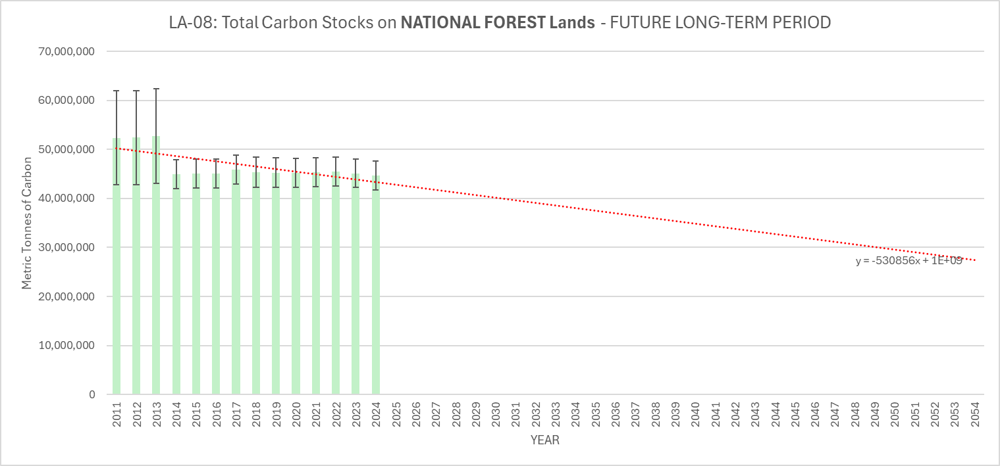 LA-08: Total Carbon Stocks on NATIONAL FOREST Lands - FUTURE LONG-TERM PERIOD
70,000,000
60,000,000
50,000,000
40,000,000
30,000,000
20,000,000
10,000,000
0
Metric Tonnes of Carbon
y = -530856x + 1E+09
2011 2012 2013 2014 2015 2016 2017 2018 2019 2020 2021 2022 2023 2024 2025 2026 2027 2028 2029 2030 2031 2032 2033 2034 2035 2036 2037 2038 2039 2040 2041 2042 2043 2044 2045 2046 2047 2048 2049 2050 2051 2052 2053 2054
YEAR